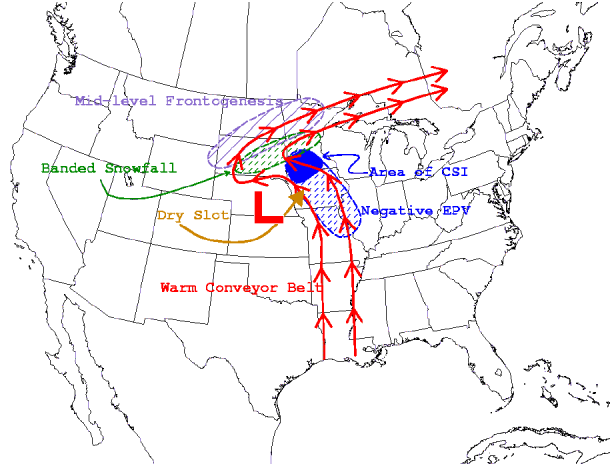 Mid-level Frontogenesis
Banded Snowfall
Area of CSI
Negative EPV
Dry Slot
L
Warm Conveyor Belt